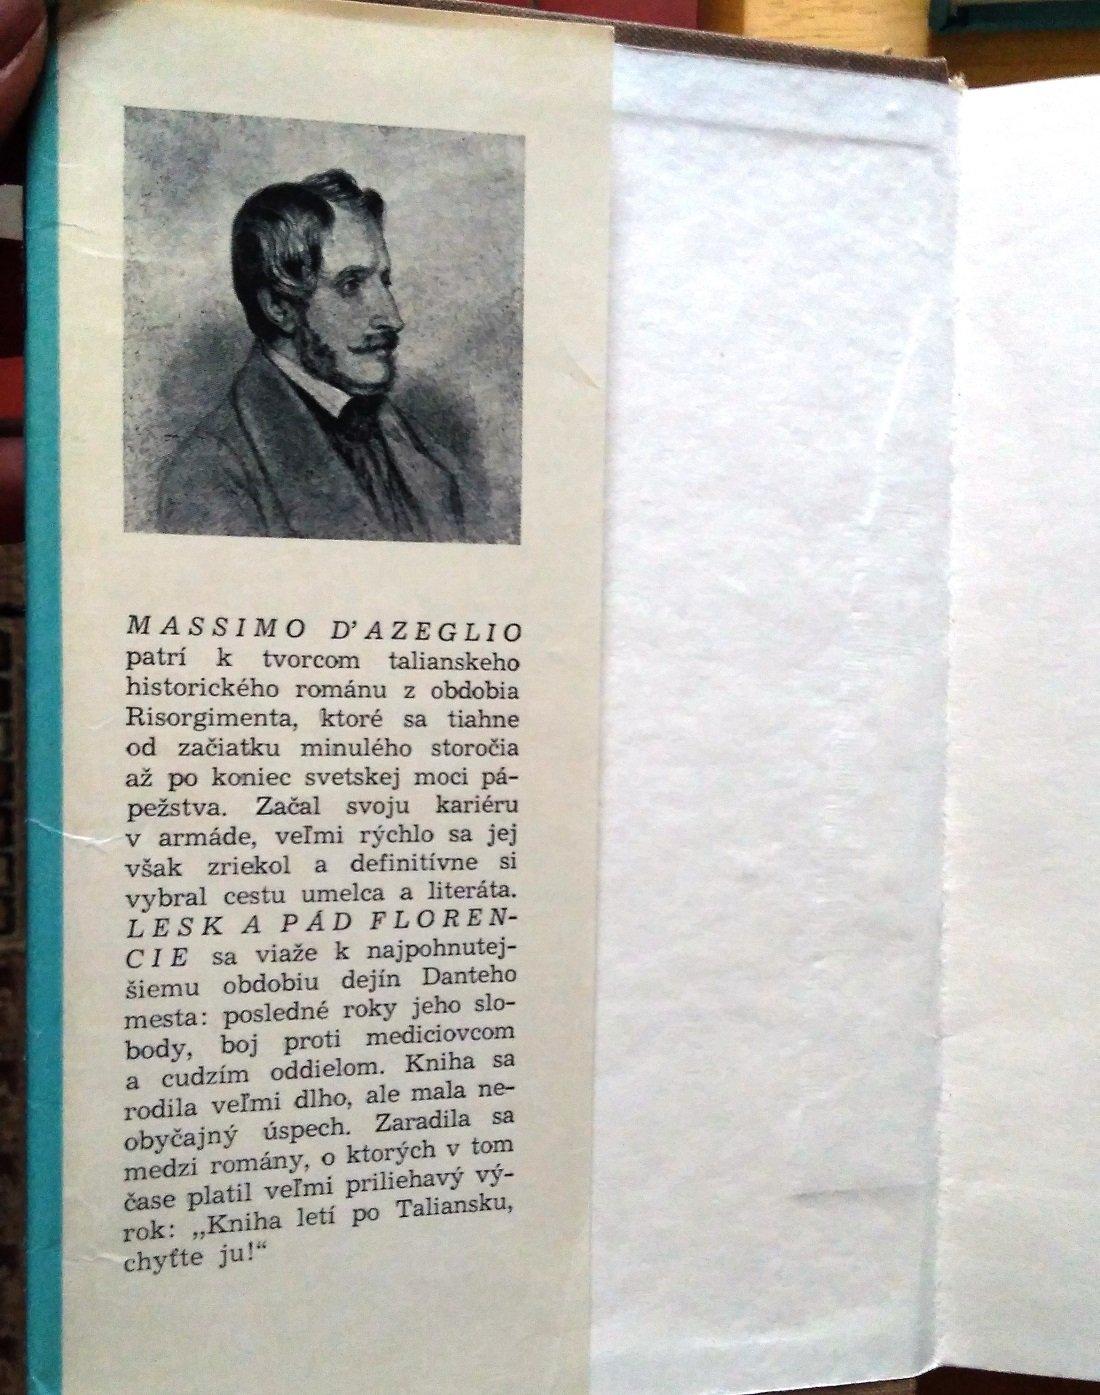 MASSIMO D’AZEGLIO
patrí k tvorcom talianskeho
historického románu z obdobia
Risorgimenta, ktoré sa tiahne
od začiatku minulého storočia
až po koniec svetskej moci pá-
pežstva. Začal svoju kariéru
v armáde, veľmi rýchlo sa jej
však zriekol a definitívne si
vybral cestu umelca a literáta.
LESK A PÁD FLOREN-
CIE sa viaže k najpohnutej-
šiemu obdobiu dejín Danteho
mesta: posledné roky jeho slo-
body, boj proti mediciovcom
a cudzím oddielom. Kniha sa
rodila veľmi dlho, ale mala ne-
obyčajný úspech. Zaradila sa
medzi romány, o ktorých v tom
čase platil veľmi priliehavý vý-
rok: „Kniha letí po Taliansku,
chyťte ju!“